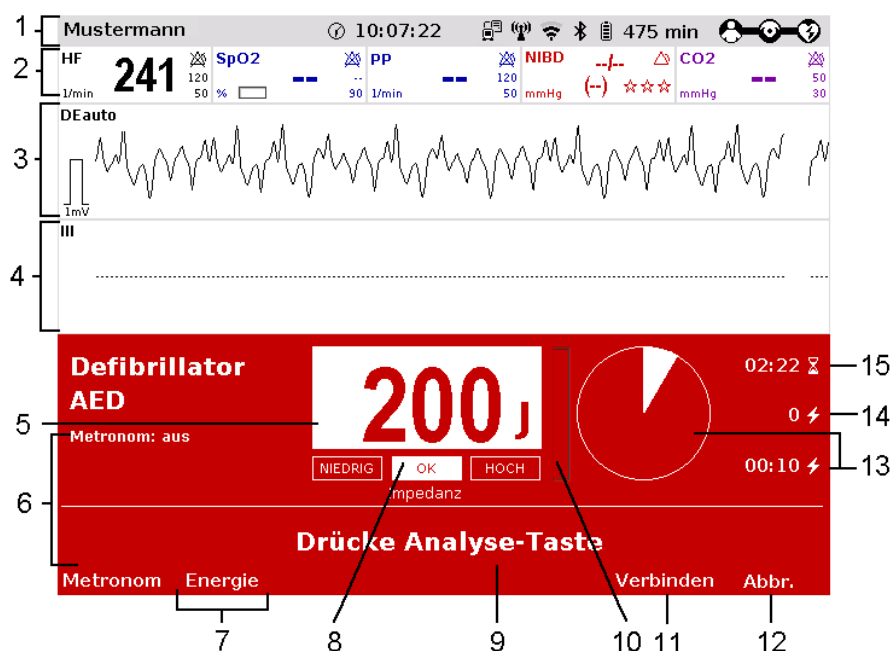 1 Mustermann 10:07:22 475 min
2 HF 241 120 50 1/min SpO2 -- -- 90 % PP -- 120 50 1/min NIBD --/-- (--) mmHg CO2 -- 50 30 mmHg
DEauto
3
1mV
III
4
Defibrillator
AED
Metronom: aus
200 J
NIEDRIG OK HOCH
Impedanz
02:22 15
0 14
00:10 13
5
6
Drücke Analyse-Taste
Metronom Energie Verbinden Abbr.
7 8 9 10 11 12